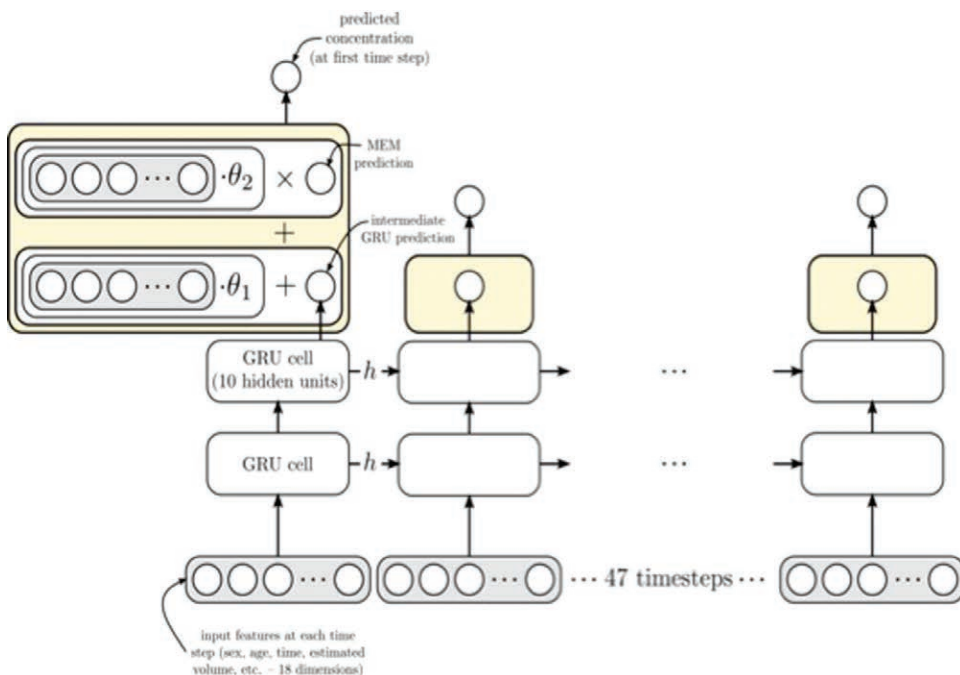 predicted
concentration
(at first time step)
·θ₂ ×
MEM
prediction
+
intermediate
GRU prediction
·θ₁ +
GRU cell
(10 hidden units)
h
...
GRU cell
h
...
... 47 timesteps ...
input features at each time
step (sex, age, time, estimated
volume, etc. – 18 dimensions)